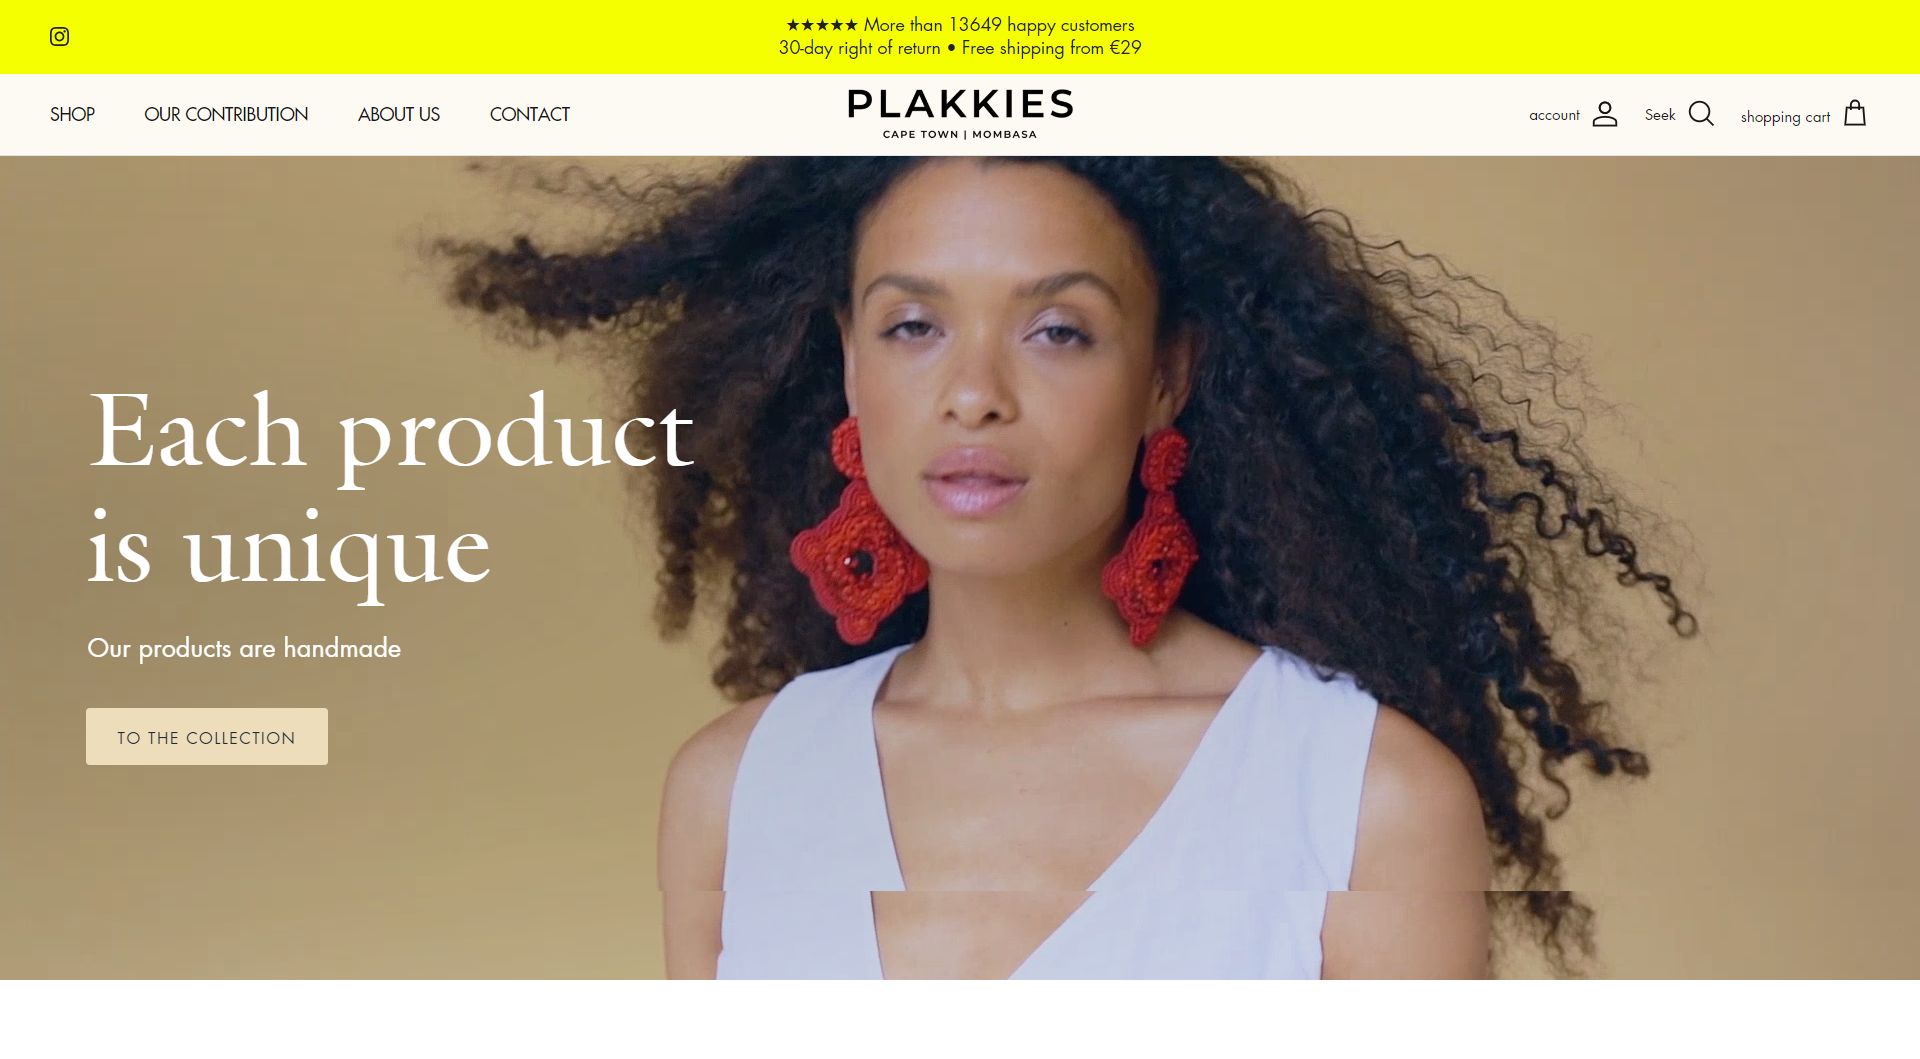 ★★★★★ More than 13649 happy customers
30-day right of return • Free shipping from €29
SHOP
OUR CONTRIBUTION
ABOUT US
CONTACT
PLAKKIES
CAPE TOWN | MOMBASA
account
Seek
shopping cart
Each product
is unique
Our products are handmade
TO THE COLLECTION